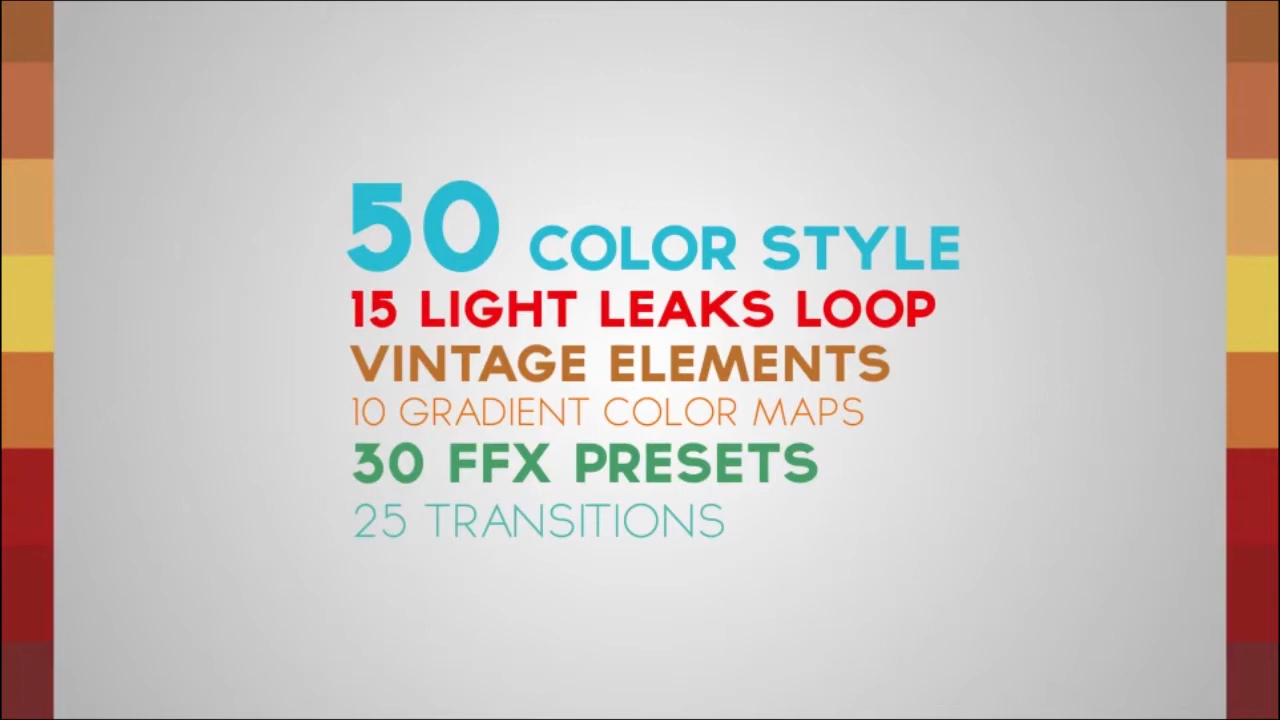 50 COLOR STYLE
15 LIGHT LEAKS LOOP
VINTAGE ELEMENTS
10 GRADIENT COLOR MAPS
30 FFX PRESETS
25 TRANSITIONS